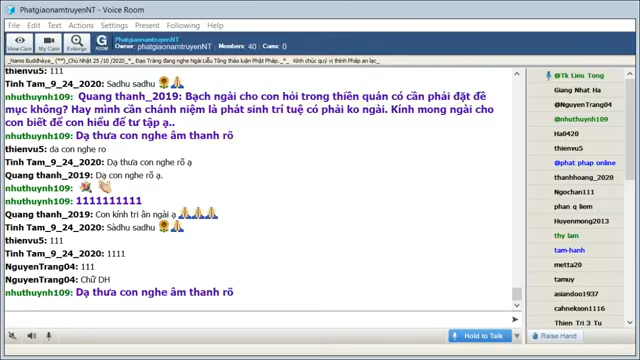 PhatgiaonamtruyenNT - Voice Room
File Edit Text Actions Settings Present Following Help
View Cam My Cam Enlarge G ROOM PhatgiaonamtruyenNT
Owner: phatgiaonamtruyenNT Members: 40 Cams: 0
_Namo Buddhàya_ (_Chủ Nhật 25 /10 /2020_* _Đạo Tràng đang nghe Ngài Liễu Tông thảo luận Phật Pháp._*_ Kính chúc quý vị thính pháp an lạc_
thienvu5: 111
Tinh Tam_9_24_2020: Sadhu sadhu
nhuthuynh109: Quang thanh_2019: Bạch ngài cho con hỏi trong thiền quán có cần phải đặt đề
mục không? Hay mình cần chánh niệm là phát sinh trí tuệ có phải ko ngài. Kính mong ngài cho
con biết để con hiểu để tư tập ạ..
nhuthuynh109: Dạ thưa con nghe âm thanh rõ
thienvu5: da con nghe ro
Tinh Tam_9_24_2020: Dạ thưa con nghe rõ ạ
Quang thanh_2019: Dạ con nghe rõ ạ.
nhuthuynh109:
nhuthuynh109: 1111111111
Quang thanh_2019: Con kính tri ân ngài ạ
Tinh Tam_9_24_2020: Sadhu sadhu
thienvu5: 111
Tinh Tam_9_24_2020: 1111
NguyenTrang04: 111
NguyenTrang04: Chữ DH
nhuthuynh109: Dạ thưa con nghe âm thanh rõ
Hold to Talk
@Tk Lieu Tong
Giang Nhat Ha
@NguyenTrang04
@nhuthuynh109
Ha0420
thienvu5
@phat phap online
thanhhoang_2020
Ngochan111
phan q liem
Huyenmong2013
thy lam
tam-hanh
metta20
tamuy
asiandoo1937
cahnekson1116
Thien Tri 3 Tu
Raise Hand